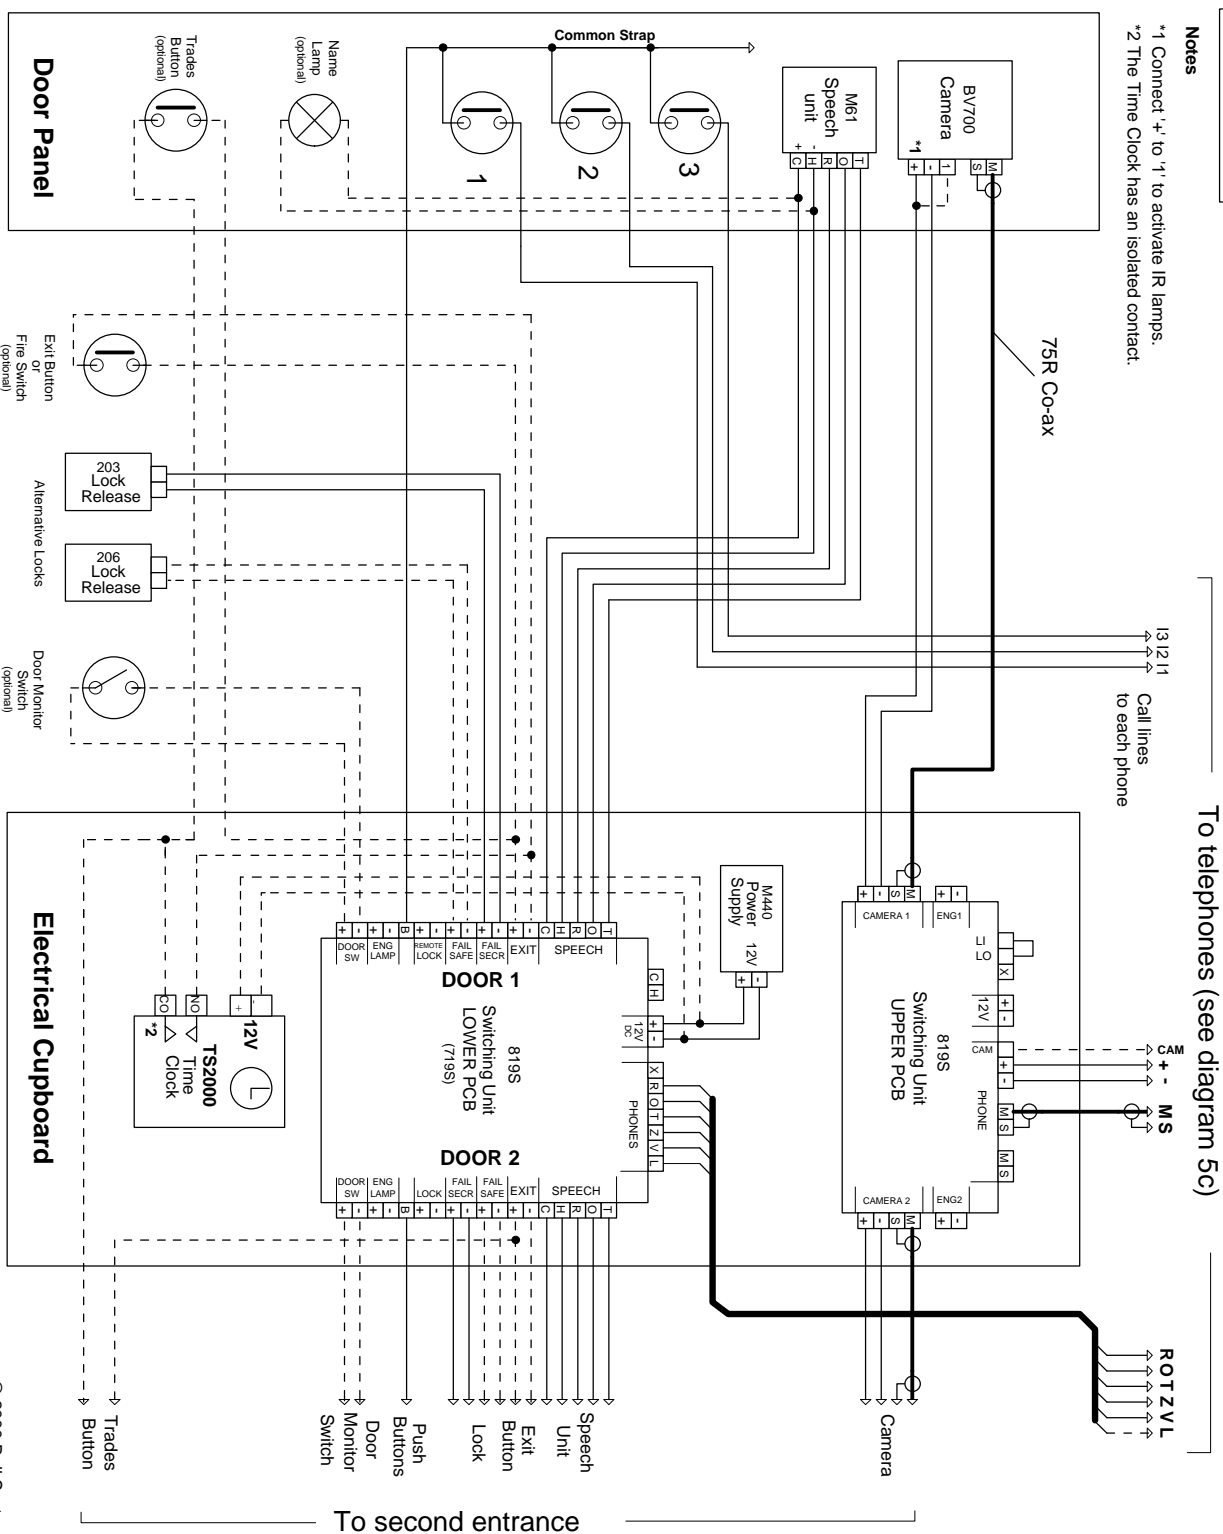 Notes
*1 Connect '+' to '1' to activate IR lamps.
*2 The Time Clock has an isolated contact.
Door Panel
Trades
Button
(optional)
Name
Lamp
(optional)
Common Strap
1
2
3
M61
Speech
unit
+ -
C H R O T
BV700
Camera
*1
+ - 1
S M
75R Co-ax
Exit Button
or
Fire Switch
(optional)
203
Lock
Release
Alternative Locks
206
Lock
Release
Door Monitor
Switch
(optional)
I3 I2 I1
Call lines
to each phone
To telephones (see diagram 5c)
Electrical Cupboard
CO NO
*2
+ -
12V
TS2000
Time
Clock
M440
Power
Supply
12V
+ -
+ - + - B + - + - + - + - C H R O T
DOOR
SW
ENG
LAMP
REMOTE
LOCK
FAIL
SAFE
FAIL
SECR
EXIT
SPEECH
DOOR 1
C H
12V
DC
+ -
819S
Switching Unit
LOWER PCB
(719S)
X R O T Z V L
PHONES
DOOR 2
DOOR
SW
ENG
LAMP
LOCK
FAIL
SECR
FAIL
SAFE
EXIT
SPEECH
+ - + - B + - + - + - + - C H R O T
+ - S M + -
CAMERA 1
ENG1
LI
LO
X
12V
+ -
819S
Switching Unit
UPPER PCB
CAM
+ -
PHONE
M S
M S
CAMERA 2
ENG2
+ - S M + -
CAM
+ -
M S
R O T Z V L
Trades
Button
Door
Monitor
Switch
Push
Buttons
Lock
Exit
Button
Speech
Unit
Camera
To second entrance